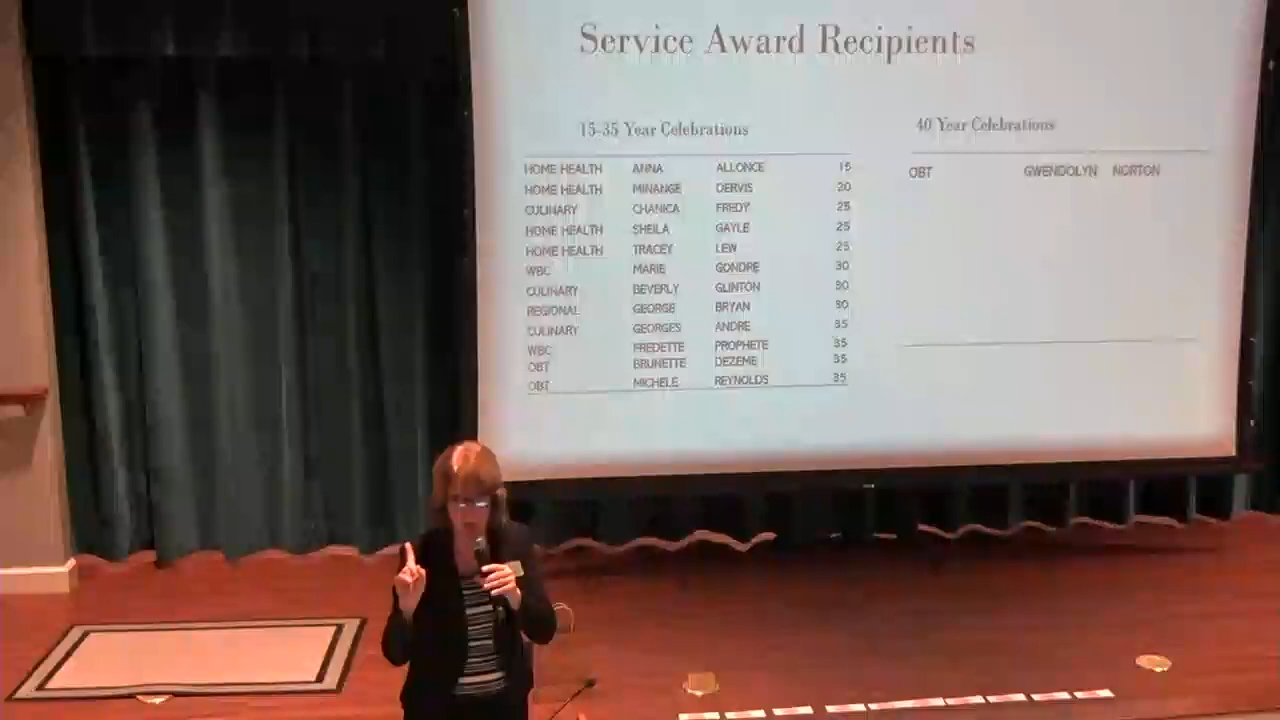 Service Award Recipients
15-35 Year Celebrations
HOME HEALTH ANNA ALLONCE 15
HOME HEALTH MINANGE DERVIS 20
CULINARY CHANICA FREDY 25
HOME HEALTH SHEILA GAYLE 25
HOME HEALTH TRACEY LEW 25
WBC MARIE GONDRE 30
CULINARY BEVERLY GLINTON 30
REGIONAL GEORGE BRYAN 30
CULINARY GEORGES ANDRE 35
WBC FREDETTE PROPHETE 35
OBT BRUNETTE DEZEME 35
OBT MICHELE REYNOLDS 35
40 Year Celebrations
OBT GWENDOLYN NORTON